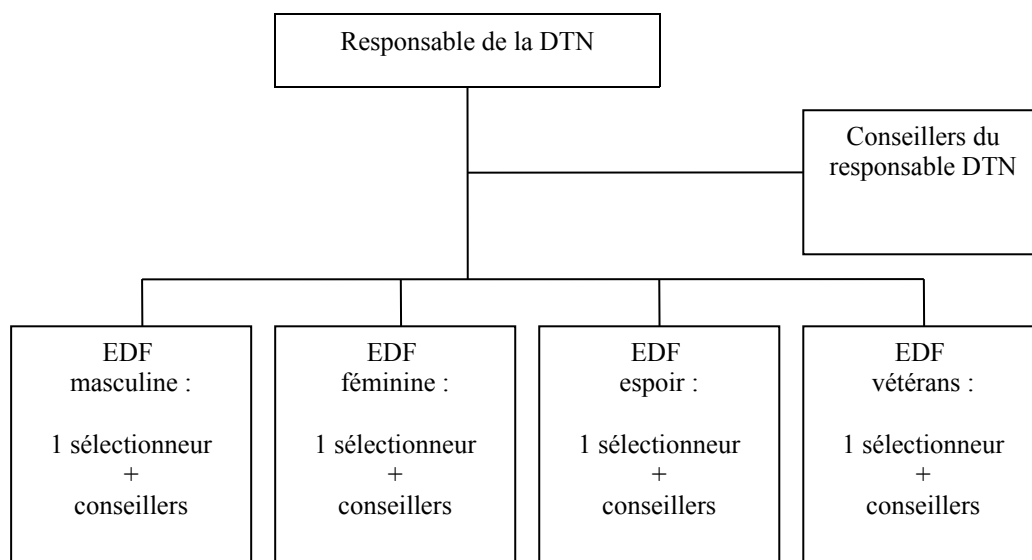 Responsable de la DTN
Conseillers du
responsable DTN
EDF
masculine :
1 sélectionneur
+
conseillers
EDF
féminine :
1 sélectionneur
+
conseillers
EDF
espoir :
1 sélectionneur
+
conseillers
EDF
vétérans :
1 sélectionneur
+
conseillers